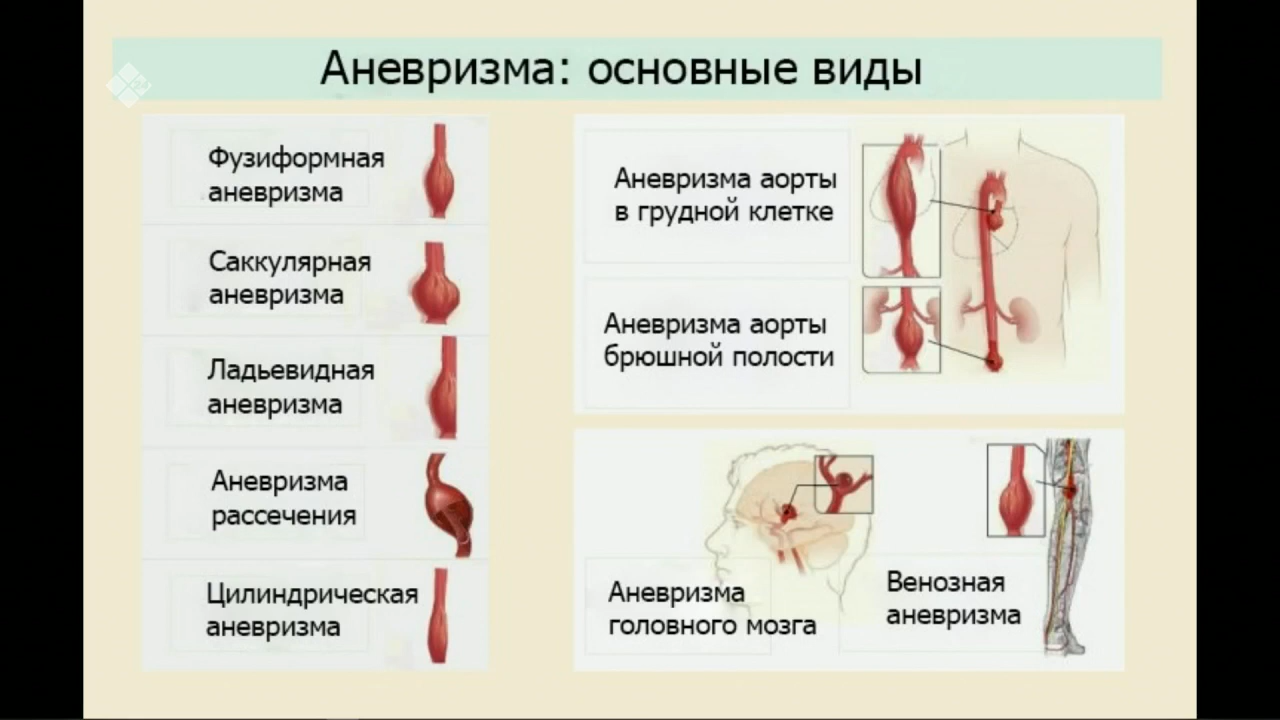 Аневризма: основные виды
Фузиформная
аневризма
Саккулярная
аневризма
Ладьевидная
аневризма
Аневризма
рассечения
Цилиндрическая
аневризма
Аневризма аорты
в грудной клетке
Аневризма аорты
брюшной полости
Аневризма
головного мозга
Венозная
аневризма